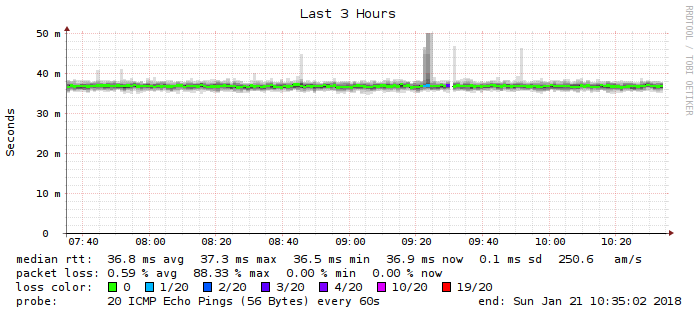 Last 3 Hours
RRDTOOL / TOBI OETIKER
50 m
40 m
30 m
20 m
10 m
0
Seconds
07:40 08:00 08:20 08:40 09:00 09:20 09:40 10:00 10:20
median rtt: 36.8 ms avg 37.3 ms max 36.5 ms min 36.9 ms now 0.1 ms sd 250.6 am/s
packet loss: 0.59 % avg 88.33 % max 0.00 % min 0.00 % now
loss color: 0 1/20 2/20 3/20 4/20 10/20 19/20
probe: 20 ICMP Echo Pings (56 Bytes) every 60s end: Sun Jan 21 10:35:02 2018